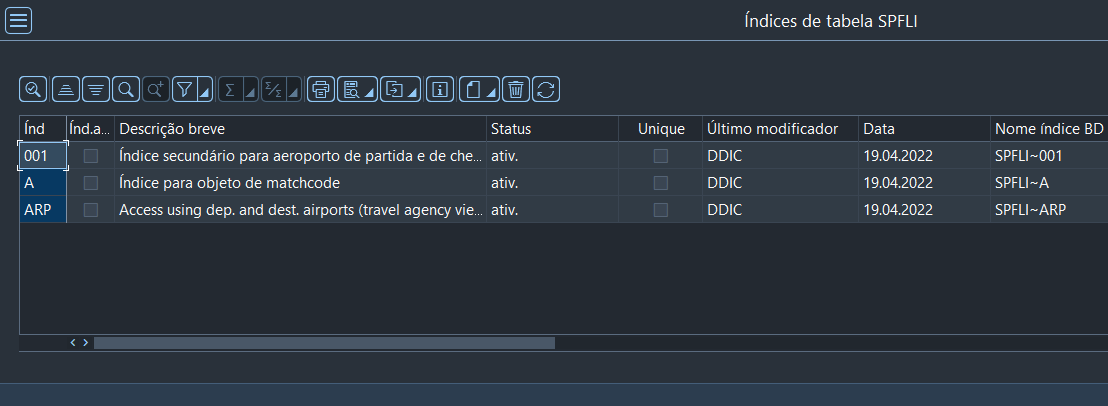 Índices de tabela SPFLI
Índ Índ.a... Descrição breve Status Unique Último modificador Data Nome índice BD
001 Índice secundário para aeroporto de partida e de che... ativ. DDIC 19.04.2022 SPFLI~001
A Índice para objeto de matchcode ativ. DDIC 19.04.2022 SPFLI~A
ARP Access using dep. and dest. airports (travel agency vie... ativ. DDIC 19.04.2022 SPFLI~ARP